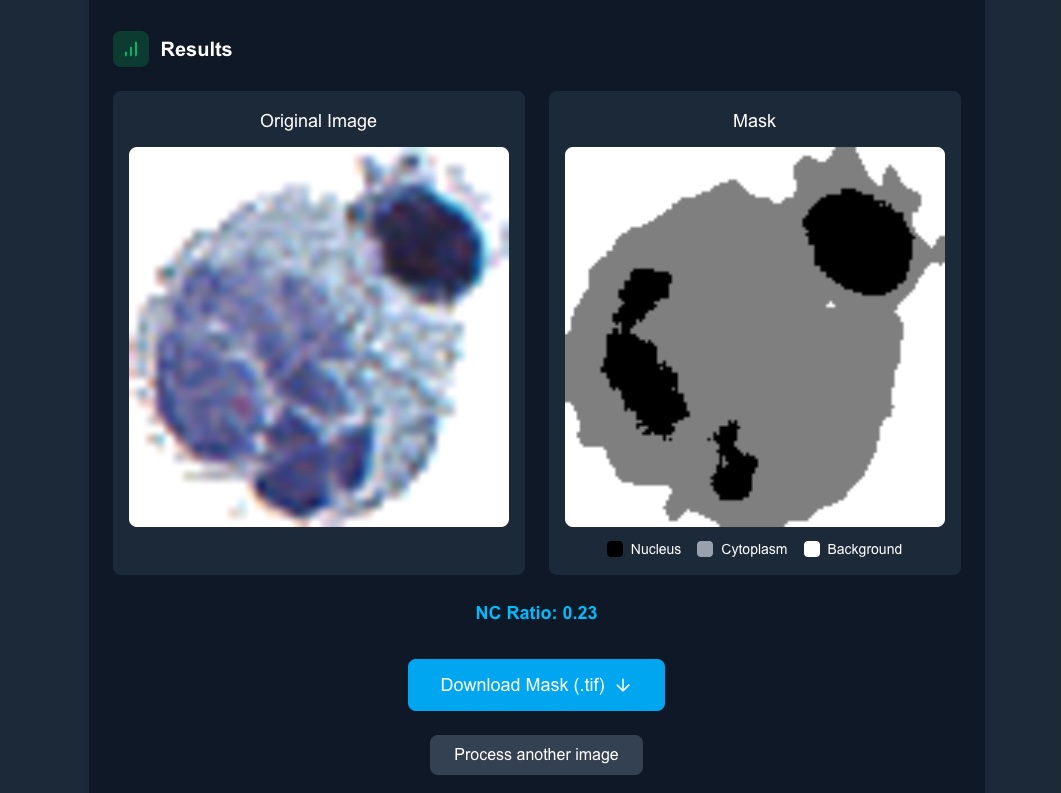 Results
Original Image
Mask
Nucleus
Cytoplasm
Background
NC Ratio: 0.23
Download Mask (.tif)
Process another image